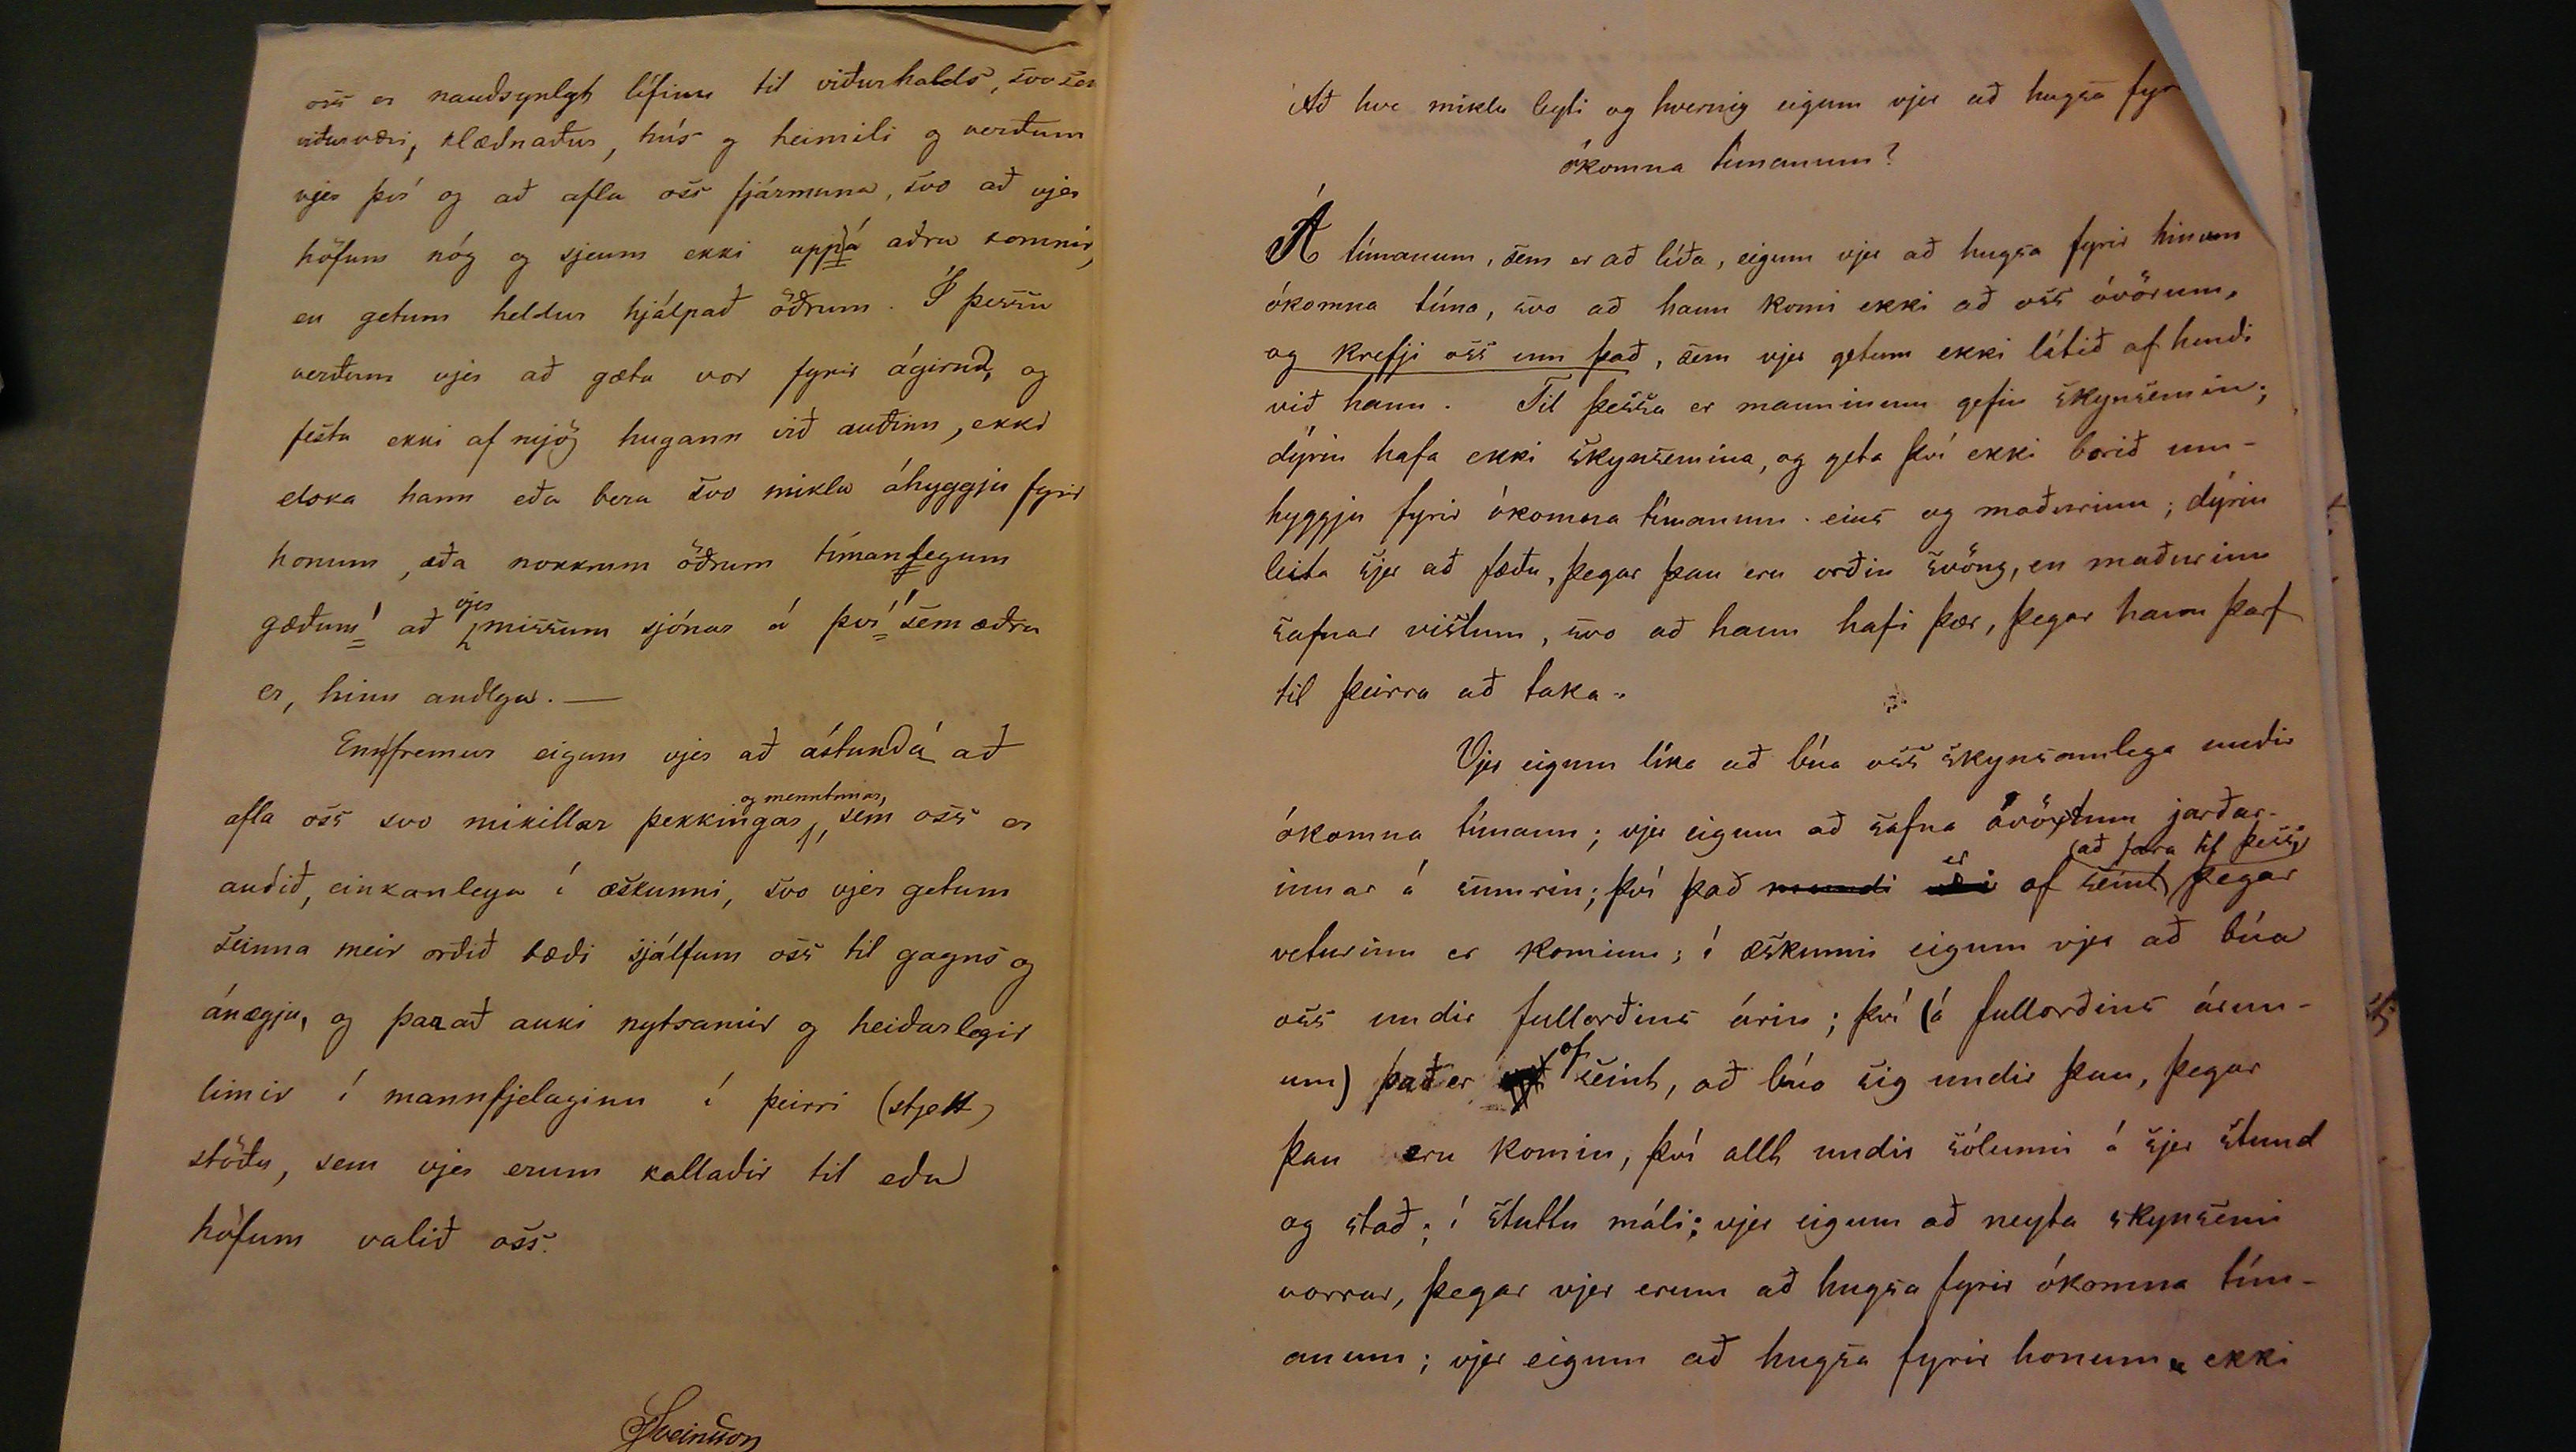 oss er nauðsynlegt lífinu til viðurhalds, svo sem
viðurværi, klæðnaður, hús og heimili og verðum
vjer því og að afla oss fjármuna, svo að vjer
höfum nóg og sjeum ekki uppá aðra komnir,
en getum heldur hjálpað öðrum. Í þessu
verðum vjer að gæta vor fyrir ágirnd, og
festa ekki of mjög hugann við auðinn, ekki
elska hann eða bera svo mikla áhyggju fyrir
honum, eða nokkrum öðrum tímanlegum
gæðum að vjer missum sjónar á því sem æðra
er, hinu andlega. —
Ennfremur eigum vjer að ástunda að
afla oss svo mikillar þekkingar og menntunar, sem oss er
auðið, einkanlega í æskunni, svo vjer getum
seinna meir orðið bæði sjálfum oss til gagns og
ánægju, og þar að auki nytsamir og heiðarlegir
limir í mannfjelaginu í þeirri (stjett)
stöðu, sem vjer erum kallaðir til eða
höfum valið oss.
Sveinsson
Að hve miklu leyti og hvernig eigum vjer að hugsa fyr
ókomna tímanum?
Á tímanum, sem er að líða, eigum vjer að hugsa fyrir hinum
ókomna tíma, svo að hann komi ekki að oss óvörum,
og krefji oss um það, sem vjer getum ekki látið af hendi
við hann. Til þessa er manninum gefin skynsemin;
dýrin hafa ekki skynsemina, og geta því ekki borið um-
hyggju fyrir ókomna tímanum eins og maðurinn; dýrin
leita sjer að fæðu, þegar þau eru orðin svöng, en maðurinn
safnar vistum, svo að hann hafi þær, þegar hann þarf
til þeirra að taka.
Vjer eigum líka að búa oss skynsamlega undir
ókomna tímann; vjer eigum að safna ávöxtum jarðar-
innar á sumrin; því það mundi er of seint að fara til þess, þegar
veturinn er kominn; í æskunni eigum vjer að búa
oss undir fullorðins árin; því (á fullorðins árun-
um) það er of seint, að búa sig undir þau, þegar
þau eru komin, því allt undir sólunni á sjer stund
og stað; í stuttu máli; vjer eigum að neyta skynsemi
vorrar, þegar vjer erum að hugsa fyrir ókomna tím-
anum; vjer eigum að hugsa fyrir honum ekki